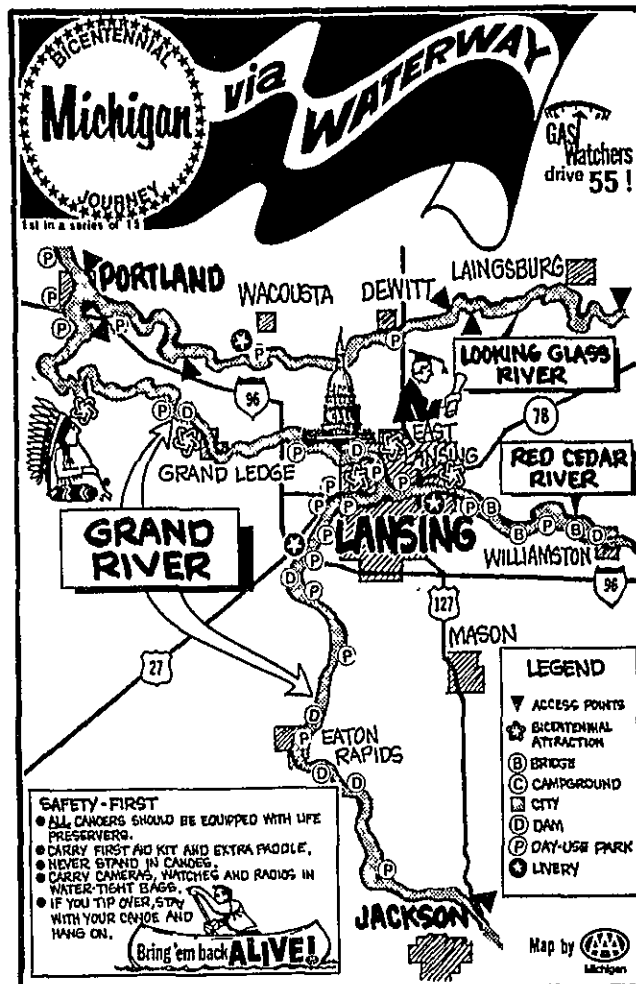 BICENTENNIAL
Michigan
JOURNEY
1st in a series of 15
via
WATERWAY
GAS
Watchers
drive 55!
PORTLAND
WACOUSTA
DEWITT
LAINGSBURG
LOOKING GLASS
RIVER
96
78
EAST
LANSING
GRAND LEDGE
RED CEDAR
RIVER
GRAND
RIVER
LANSING
WILLIAMSTON
96
127
27
MASON
EATON
RAPIDS
JACKSON
LEGEND
ACCESS POINTS
BICENTENNIAL
ATTRACTION
B BRIDGE
C CAMPGROUND
CITY
D DAM
P DAY-USE PARK
LIVERY
SAFETY-FIRST
● ALL CANOERS SHOULD BE EQUIPPED WITH LIFE
PRESERVERS.
● CARRY FIRST AID KIT AND EXTRA PADDLE.
● NEVER STAND IN CANOES.
● CARRY CAMERAS, WATCHES AND RADIOS IN
WATER-TIGHT BAGS.
● IF YOU TIP OVER, STAY
WITH YOUR CANOE AND
HANG ON.
Bring 'em back ALIVE!
Map by AAA
Michigan